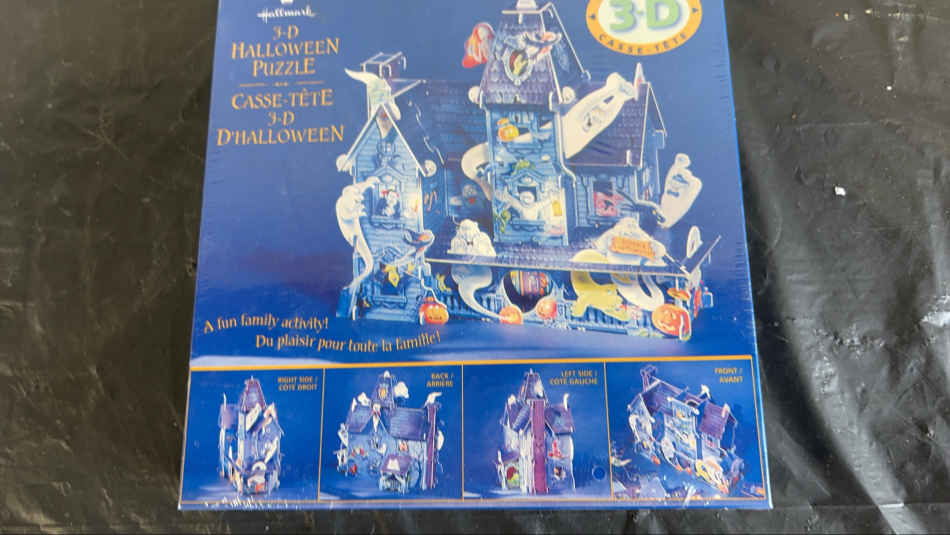 Hallmark
3-D
HALLOWEEN
PUZZLE
CASSE-TÊTE
3-D
D'HALLOWEEN
3-D
CASSE-TÊTE
A fun family activity!
Du plaisir pour toute la famille!
RIGHT SIDE /
CÔTÉ DROIT
BACK /
ARRIÈRE
LEFT SIDE /
CÔTÉ GAUCHE
FRONT /
AVANT